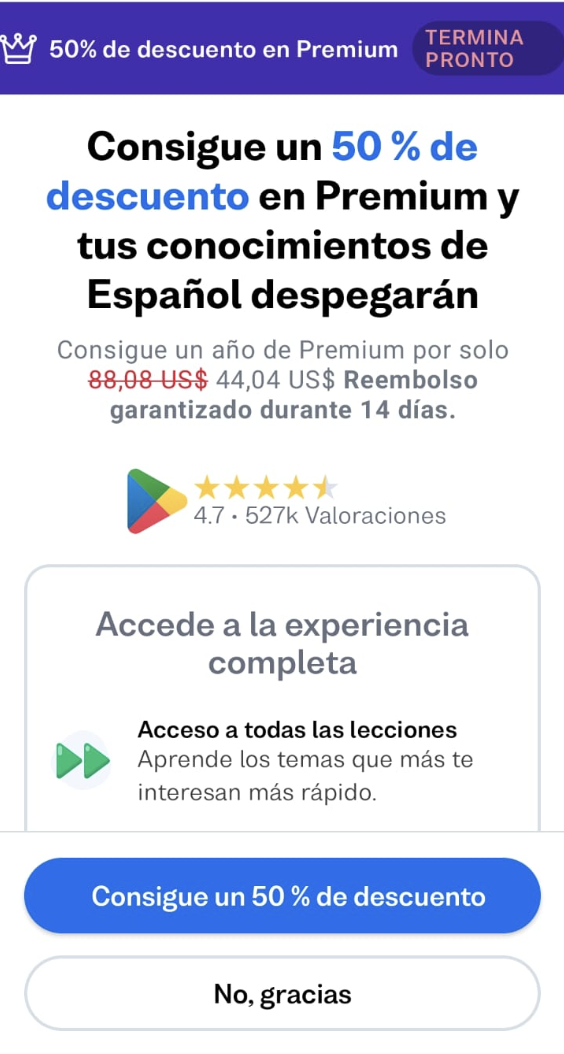 50% de descuento en Premium
TERMINA
PRONTO
Consigue un 50 % de
descuento en Premium y
tus conocimientos de
Español despegarán
Consigue un año de Premium por solo
88,08 US$ 44,04 US$ Reembolso
garantizado durante 14 días.
4.7 • 527k Valoraciones
Accede a la experiencia
completa
Acceso a todas las lecciones
Aprende los temas que más te
interesan más rápido.
Consigue un 50 % de descuento
No, gracias